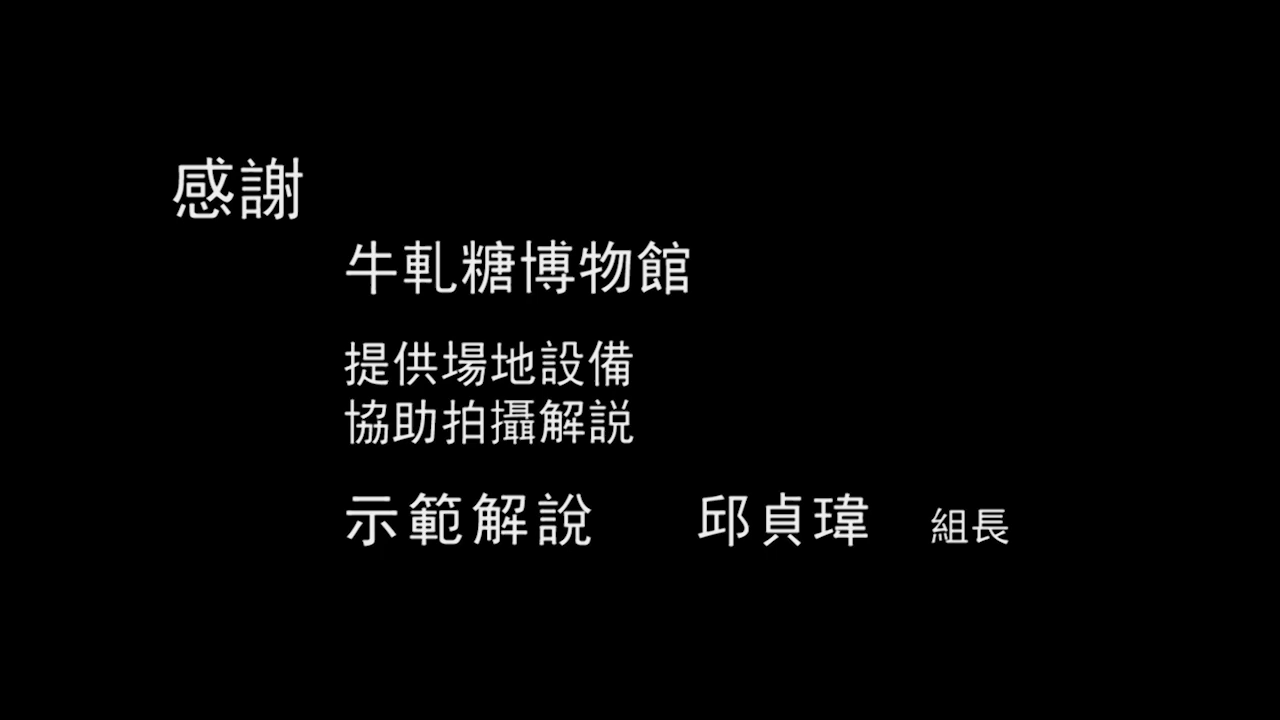 感謝
牛軋糖博物館
提供場地設備
協助拍攝解説
示範解說 邱貞瑋 組長